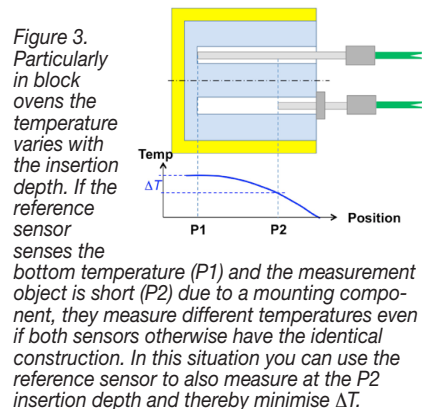 Figure 3.
Particularly
in block
ovens the
temperature
varies with
the insertion
depth. If the
reference
sensor
senses the
bottom temperature (P1) and the measurement
object is short (P2) due to a mounting compo-
nent, they measure different temperatures even
if both sensors otherwise have the identical
construction. In this situation you can use the
reference sensor to also measure at the P2
insertion depth and thereby minimise ΔT.
Temp
ΔT
Position
P1 P2